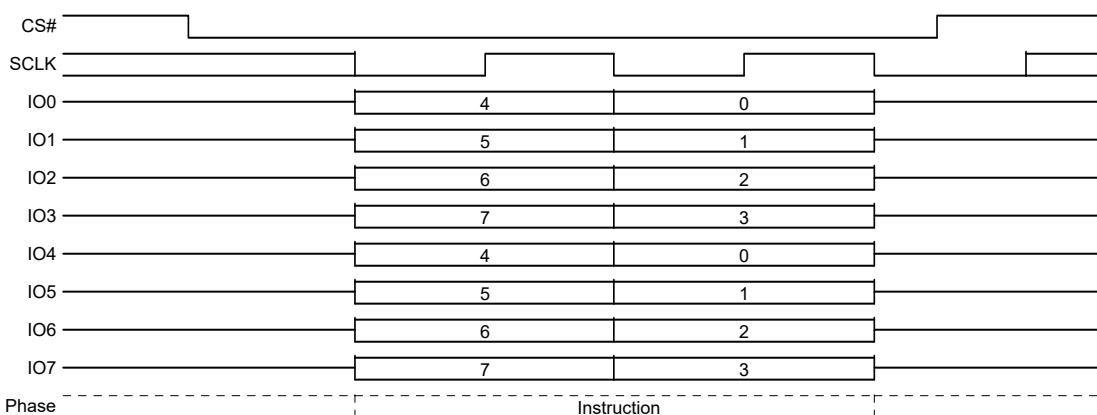 CS#
SCLK
IO0 4 0
IO1 5 1
IO2 6 2
IO3 7 3
IO4 4 0
IO5 5 1
IO6 6 2
IO7 7 3
Phase Instruction